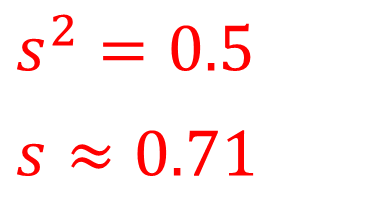 s² = 0.5
s ≈ 0.71